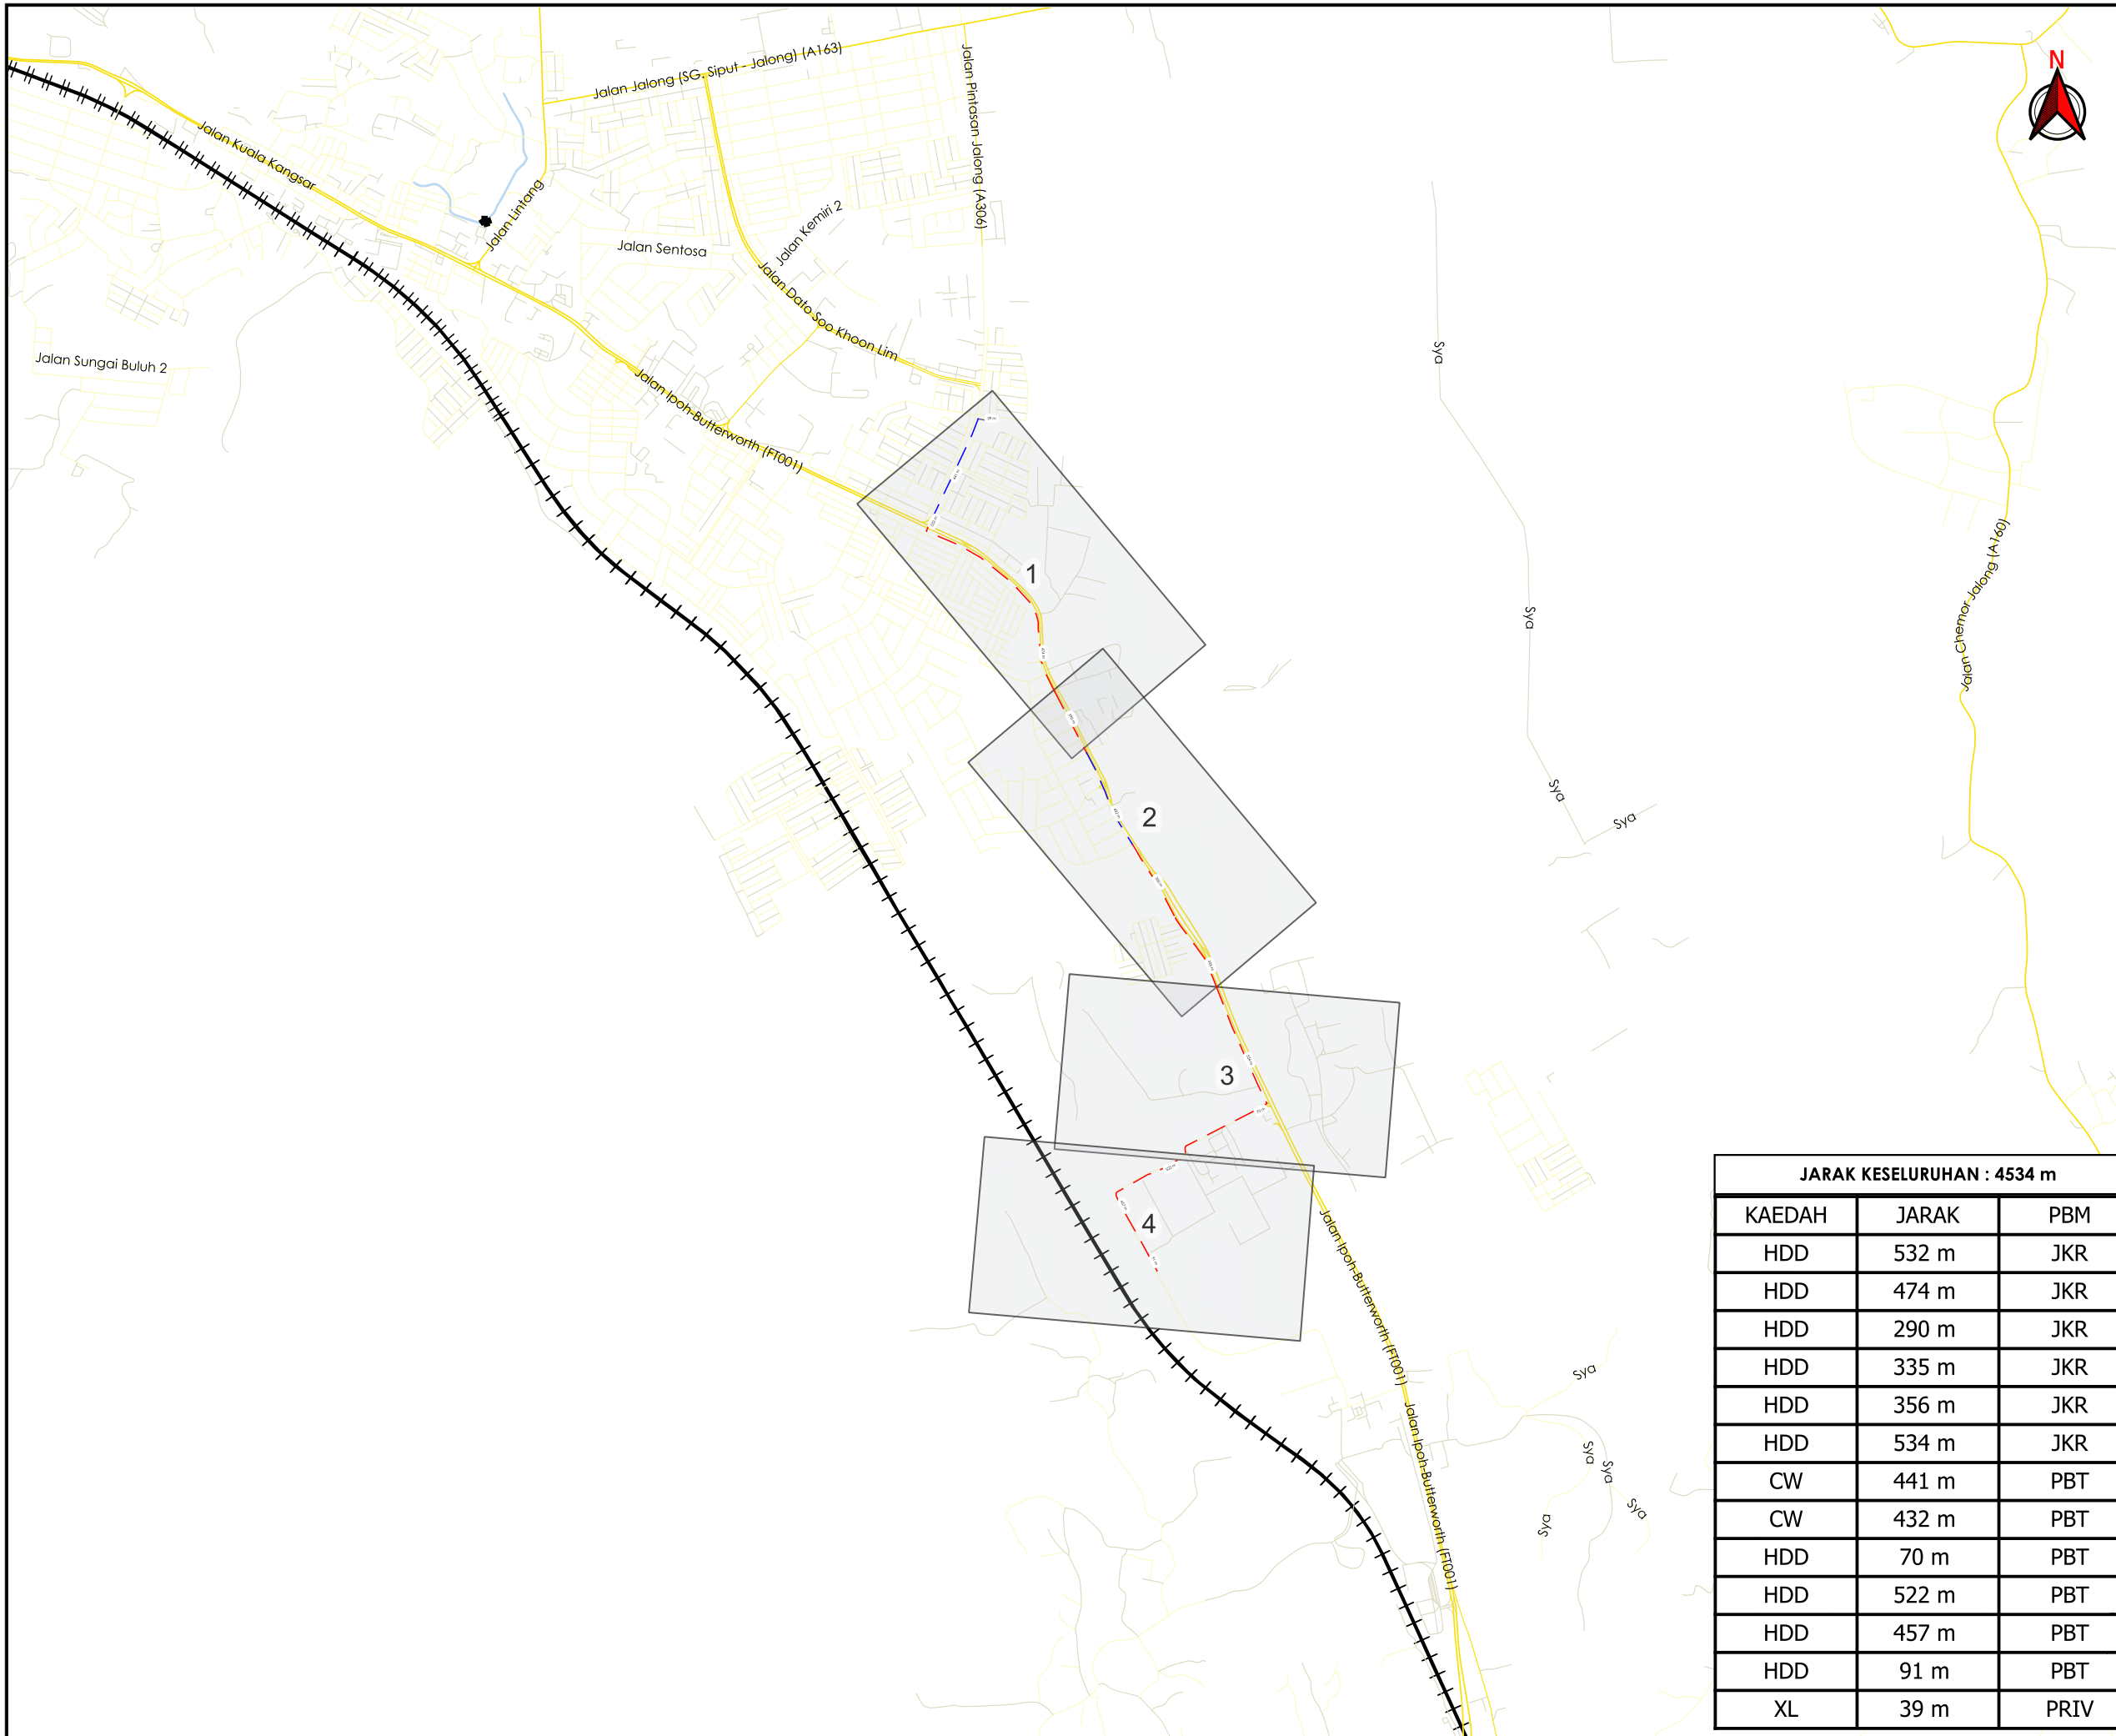 N
Jalan Jalong (SG. Siput - Jalong) (A163)
Jalan Pintasan Jalong (A306)
Jalan Kuala Kangsar
Jalan Lintang
Jalan Sentosa
Jalan Kemiri 2
Jalan Dato Soo Khoon Lim
Jalan Sungai Buluh 2
Jalan Ipoh-Butterworth (FT001)
Sya
Jalan Chemor Jalong (A160)
1
Sya
2
Sya
Sya
3
4
Jalan Ipoh-Butterworth (FT001)
Jalan Ipoh-Butterworth (FT001)
Sya
Sya
Sya
Sya
Sya
JARAK KESELURUHAN : 4534 m
KAEDAH JARAK PBM
HDD 532 m JKR
HDD 474 m JKR
HDD 290 m JKR
HDD 335 m JKR
HDD 356 m JKR
HDD 534 m JKR
CW 441 m PBT
CW 432 m PBT
HDD 70 m PBT
HDD 522 m PBT
HDD 457 m PBT
HDD 91 m PBT
XL 39 m PRIV